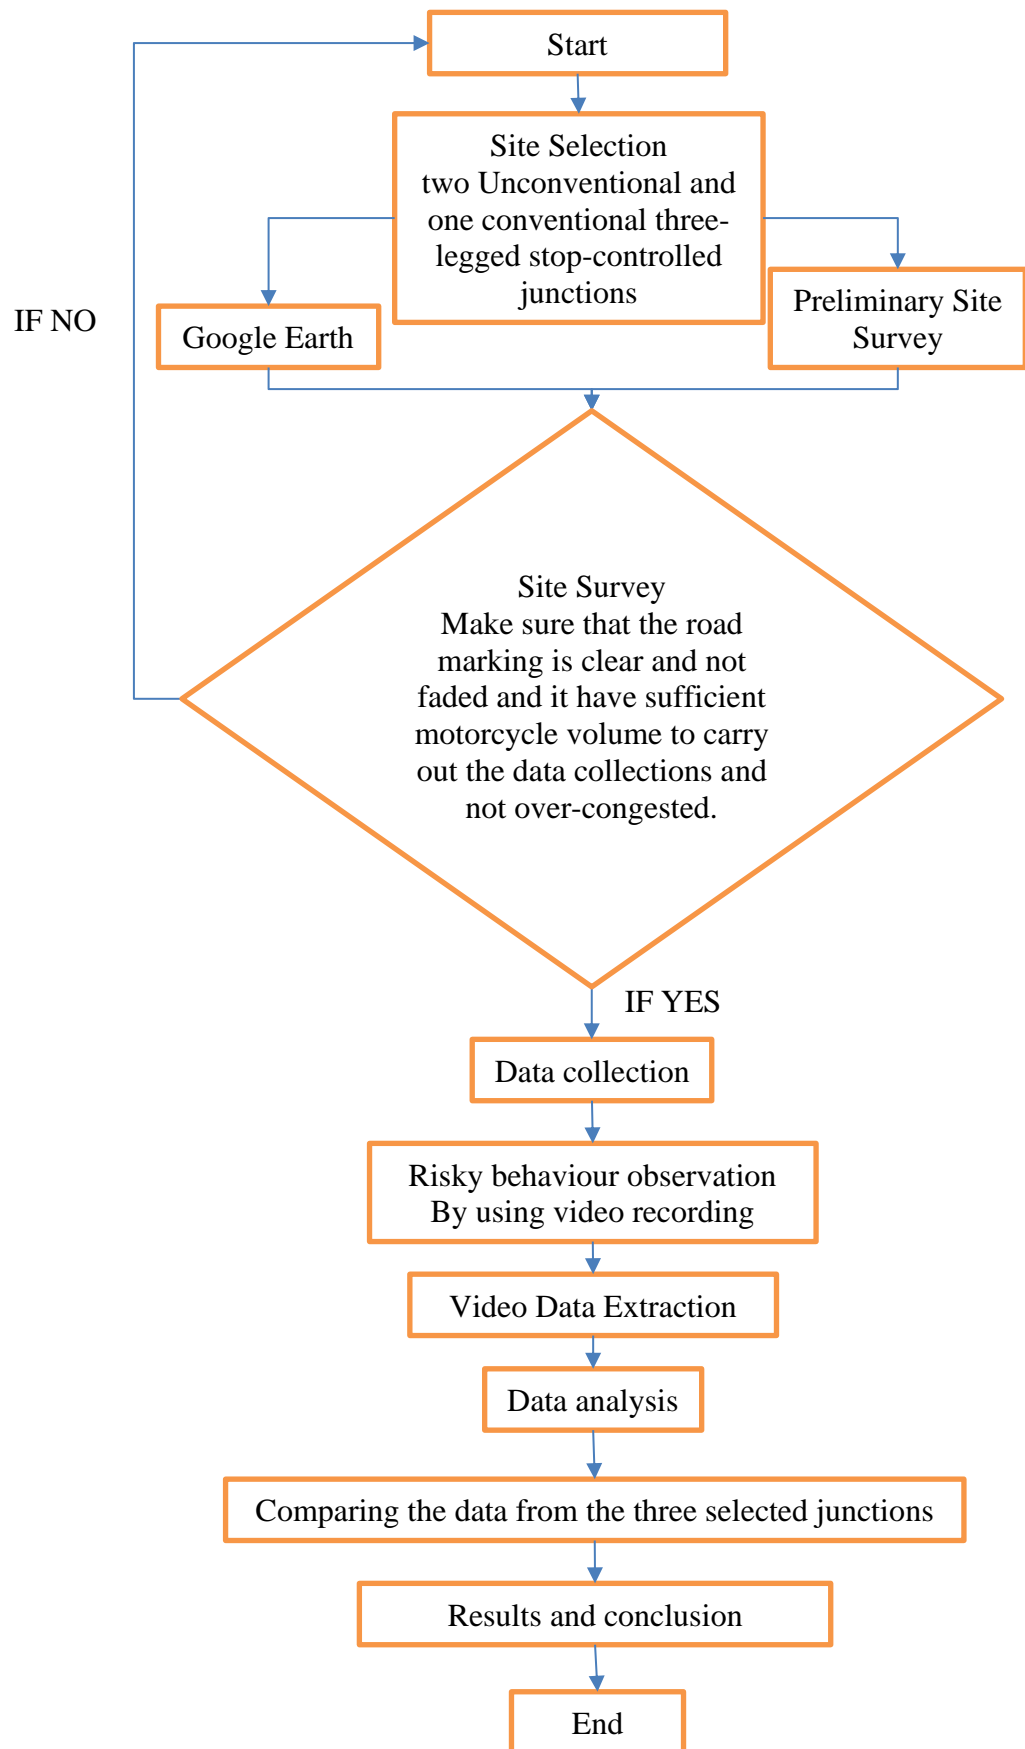 Start
Site Selection
two Unconventional and
one conventional three-
legged stop-controlled
junctions
IF NO
Google Earth
Preliminary Site
Survey
Site Survey
Make sure that the road
marking is clear and not
faded and it have sufficient
motorcycle volume to carry
out the data collections and
not over-congested.
IF YES
Data collection
Risky behaviour observation
By using video recording
Video Data Extraction
Data analysis
Comparing the data from the three selected junctions
Results and conclusion
End